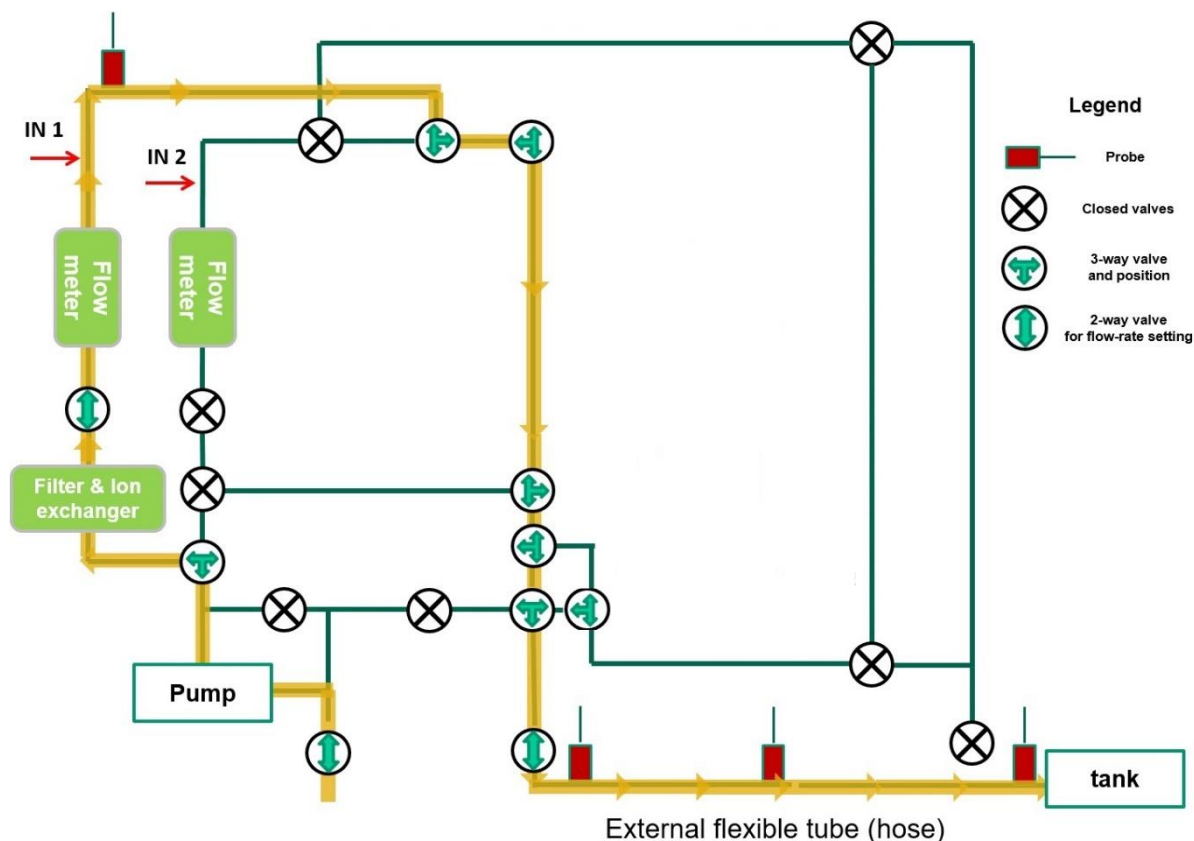 IN 1
IN 2
Flow
meter
Flow
meter
Filter & Ion
exchanger
Pump
tank
External flexible tube (hose)
Legend
Probe
Closed valves
3-way valve
and position
2-way valve
for flow-rate setting